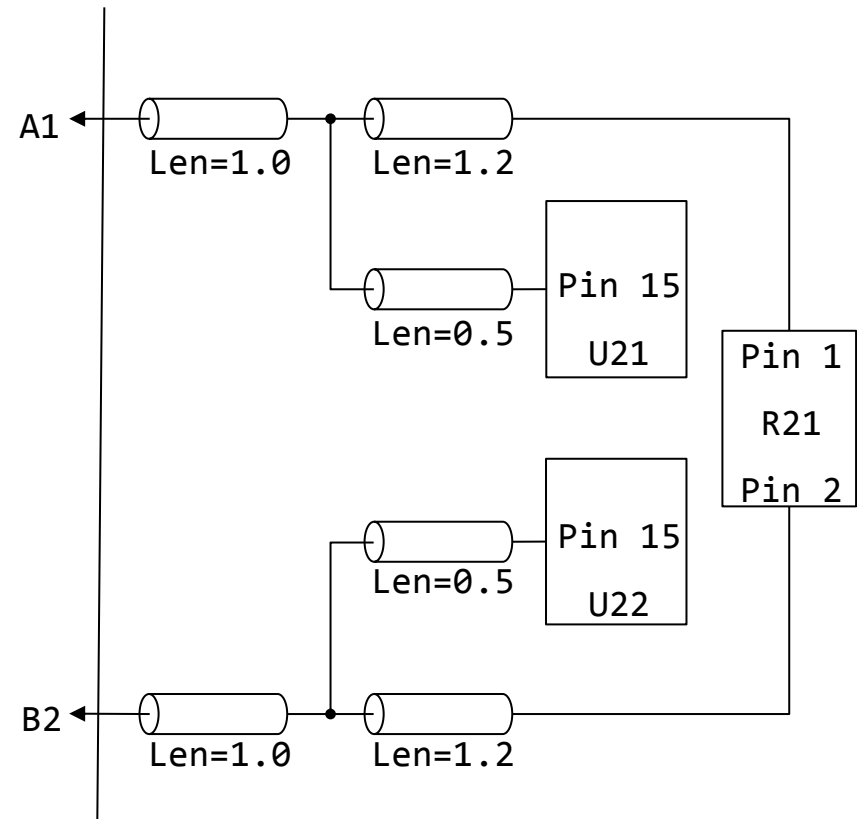 A1
Len=1.0
Len=1.2
Pin 15
U21
Len=0.5
Pin 1
R21
Pin 2
Pin 15
U22
Len=0.5
B2
Len=1.0
Len=1.2